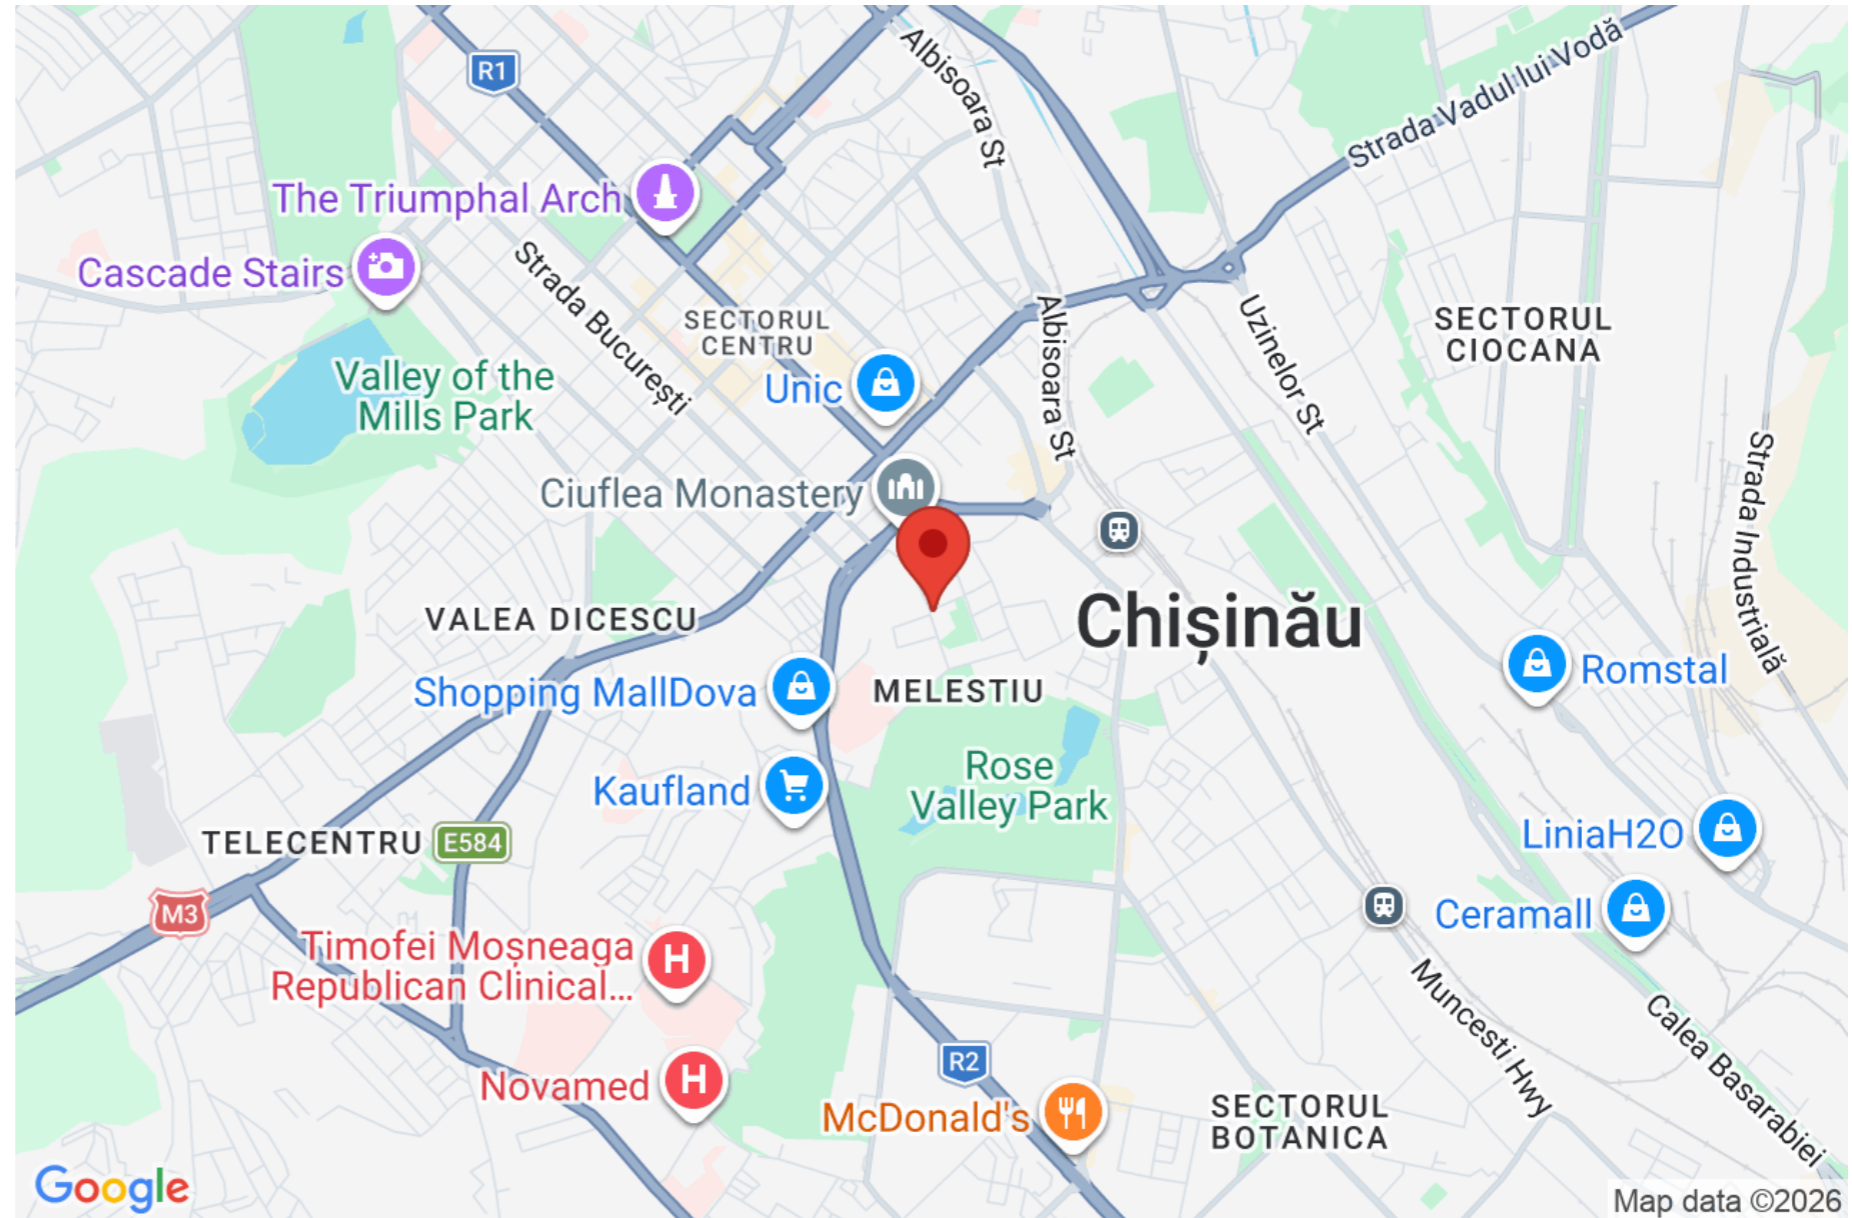 R1
Albisoara St
Strada Vadul lui Vodă
The Triumphal Arch
Cascade Stairs
Strada București
SECTORUL
CENTRU
Albisoara St
Uzinelor St
SECTORUL
CIOCANA
Valley of the
Mills Park
Unic
Strada Industrială
Ciuflea Monastery
VALEA DICESCU
Chișinău
Shopping MallDova
MELESTIU
Romstal
Kaufland
Rose
Valley Park
TELECENTRU
E584
LiniaH2O
M3
Ceramall
Timofei Moșneaga
Republican Clinical...
Muncesti Hwy
Calea Basarabiei
R2
Novamed
McDonald's
SECTORUL
BOTANICA
Google
Map data ©2026